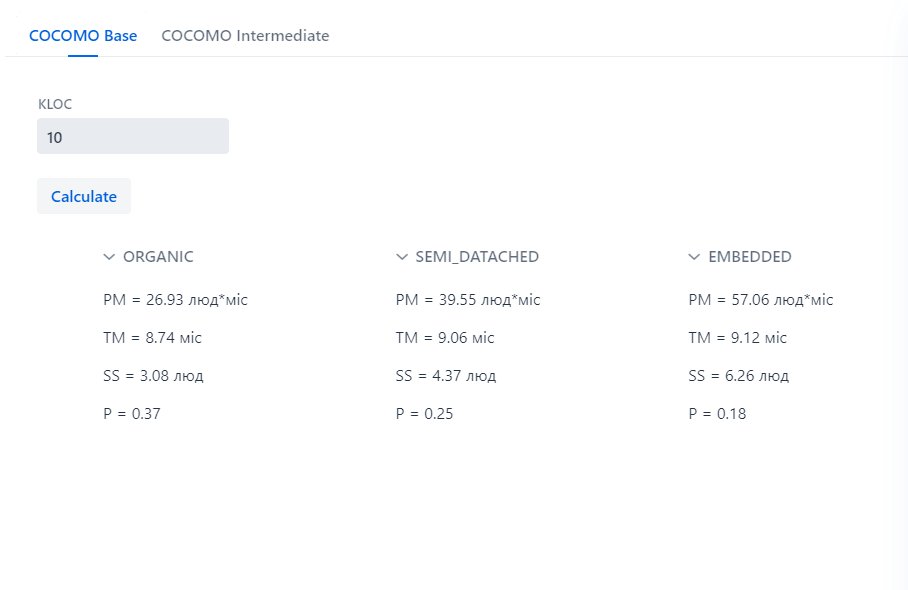 COCOMO Base COCOMO Intermediate
KLOC
10
Calculate
ORGANIC
PM = 26.93 люд*міс
TM = 8.74 міс
SS = 3.08 люд
P = 0.37
SEMI_DATACHED
PM = 39.55 люд*міс
TM = 9.06 міс
SS = 4.37 люд
P = 0.25
EMBEDDED
PM = 57.06 люд*міс
TM = 9.12 міс
SS = 6.26 люд
P = 0.18